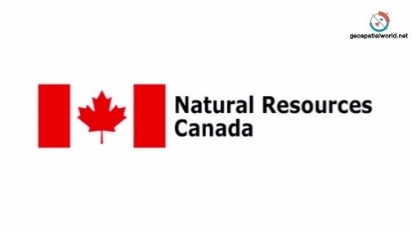 geospatialworld.net
Natural Resources
Canada